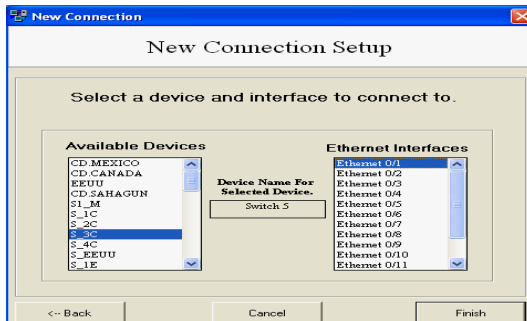 New Connection
New Connection Setup
Select a device and interface to connect to.
Available Devices
CD.MEXICO
CD.CANADA
EEUU
CD.SAHAGUN
S1_M
S_1C
S_2C
S_3C
S_4C
S_EEUU
S_1E
Device Name For
Selected Device.
Switch 5
Ethernet Interfaces
Ethernet 0/1
Ethernet 0/2
Ethernet 0/3
Ethernet 0/4
Ethernet 0/5
Ethernet 0/6
Ethernet 0/7
Ethernet 0/8
Ethernet 0/9
Ethernet 0/10
Ethernet 0/11
<-- Back
Cancel
Finish